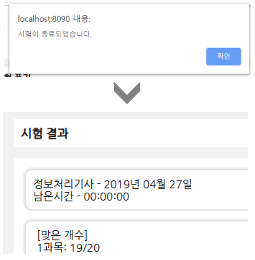 localhost:8090 내용:
시험이 종료되었습니다.
확인
시험 결과
정보처리기사 - 2019년 04월 27일
남은시간 - 00:00:00
[맞은 개수]
1과목: 19/20